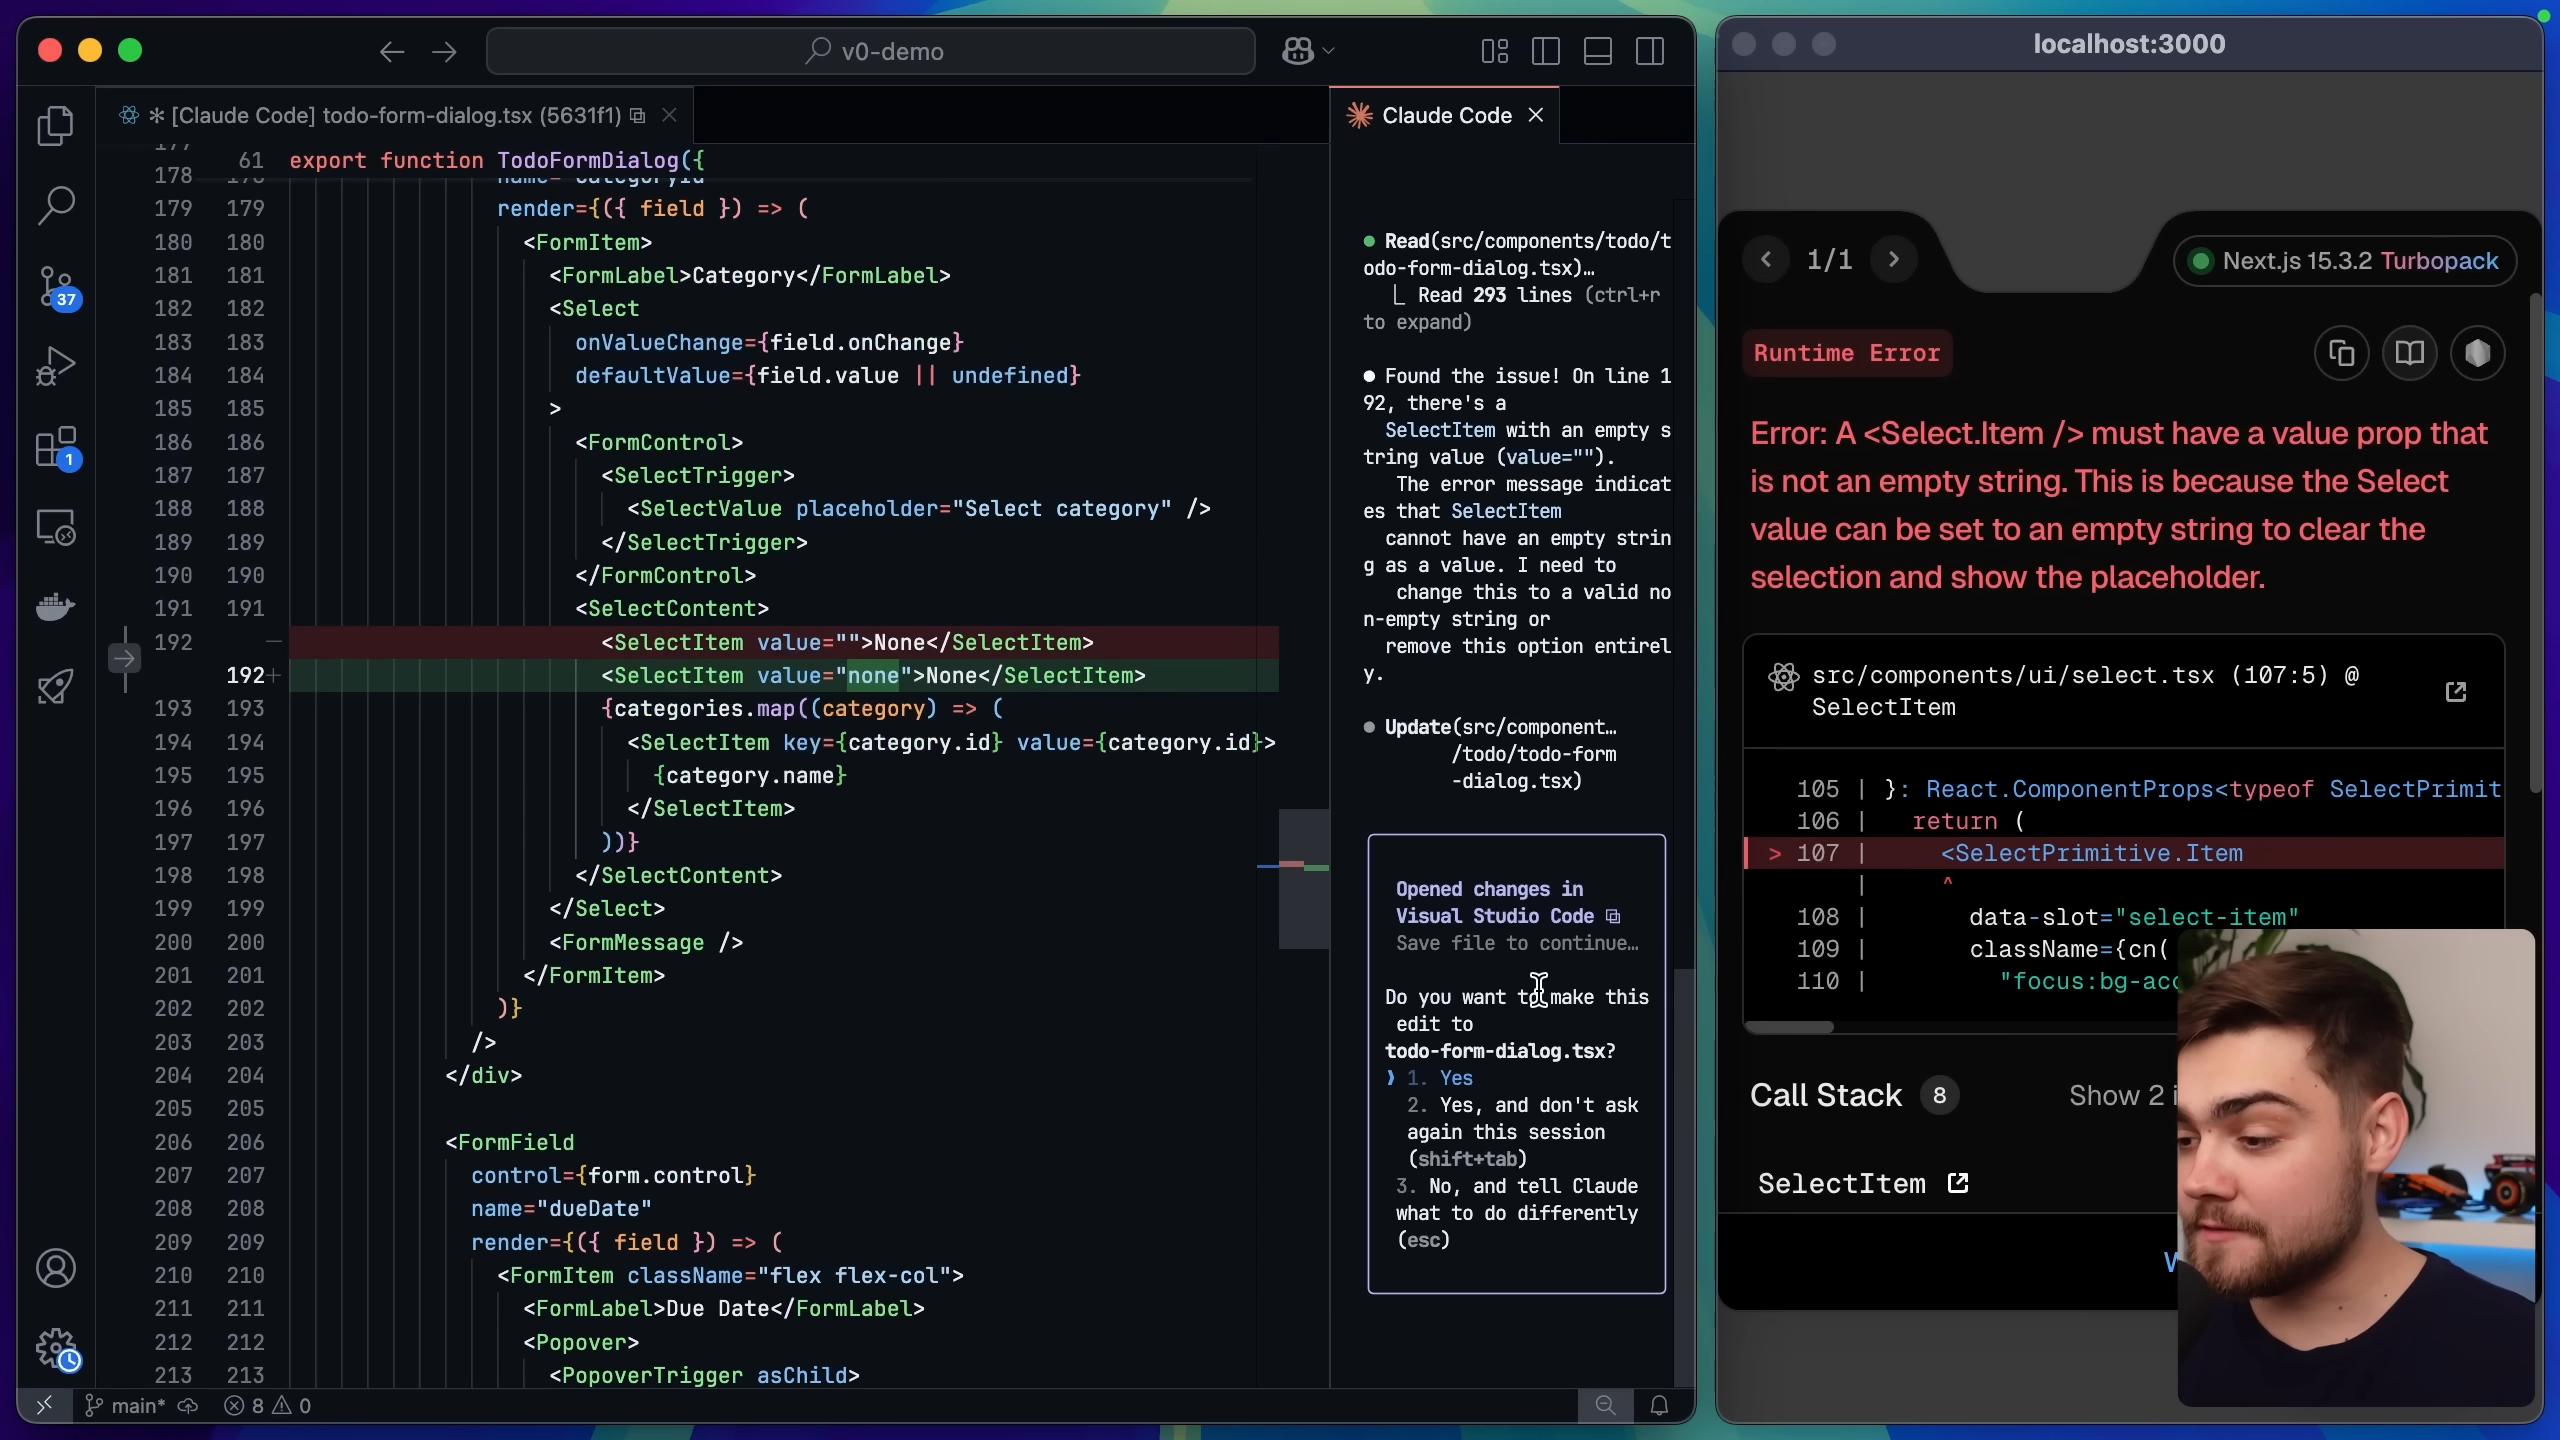 v0-demo
[Claude Code] todo-form-dialog.tsx (5631f1)
61 export function TodoFormDialog({
178
179 179 render={({ field }) => (
180 180 <FormItem>
181 181 <FormLabel>Category</FormLabel>
182 182 <Select
183 183 onValueChange={field.onChange}
184 184 defaultValue={field.value || undefined}
185 185 >
186 186 <FormControl>
187 187 <SelectTrigger>
188 188 <SelectValue placeholder="Select category" />
189 189 </SelectTrigger>
190 190 </FormControl>
191 191 <SelectContent>
192 — <SelectItem value="">None</SelectItem>
192+ <SelectItem value="none">None</SelectItem>
193 193 {categories.map((category) => (
194 194 <SelectItem key={category.id} value={category.id}>
195 195 {category.name}
196 196 </SelectItem>
197 197 ))}
198 198 </SelectContent>
199 199 </Select>
200 200 <FormMessage />
201 201 </FormItem>
202 202 )}
203 203 />
204 204 </div>
205 205
206 206 <FormField
207 207 control={form.control}
208 208 name="dueDate"
209 209 render={({ field }) => (
210 210 <FormItem className="flex flex-col">
211 211 <FormLabel>Due Date</FormLabel>
212 212 <Popover>
213 213 <PopoverTrigger asChild>
37
1
main*
8 0
Claude Code
Read(src/components/todo/t
odo-form-dialog.tsx)…
Read 293 lines (ctrl+r
to expand)
Found the issue! On line 1
92, there's a
SelectItem with an empty s
tring value (value="").
The error message indicat
es that SelectItem
cannot have an empty strin
g as a value. I need to
change this to a valid no
n-empty string or
remove this option entirel
y.
Update(src/component…
/todo/todo-form
-dialog.tsx)
Opened changes in
Visual Studio Code
Save file to continue…
Do you want to make this
edit to
todo-form-dialog.tsx?
❯ 1. Yes
2. Yes, and don't ask
again this session
(shift+tab)
3. No, and tell Claude
what to do differently
(esc)
localhost:3000
1/1
Next.js 15.3.2 Turbopack
Runtime Error
Error: A <Select.Item /> must have a value prop that
is not an empty string. This is because the Select
value can be set to an empty string to clear the
selection and show the placeholder.
src/components/ui/select.tsx (107:5) @
SelectItem
105 | }: React.ComponentProps<typeof SelectPrimit
106 | return (
> 107 | <SelectPrimitive.Item
| ^
108 | data-slot="select-item"
109 | className={cn(
110 | "focus:bg-acc
Call Stack 8
Show 2
SelectItem